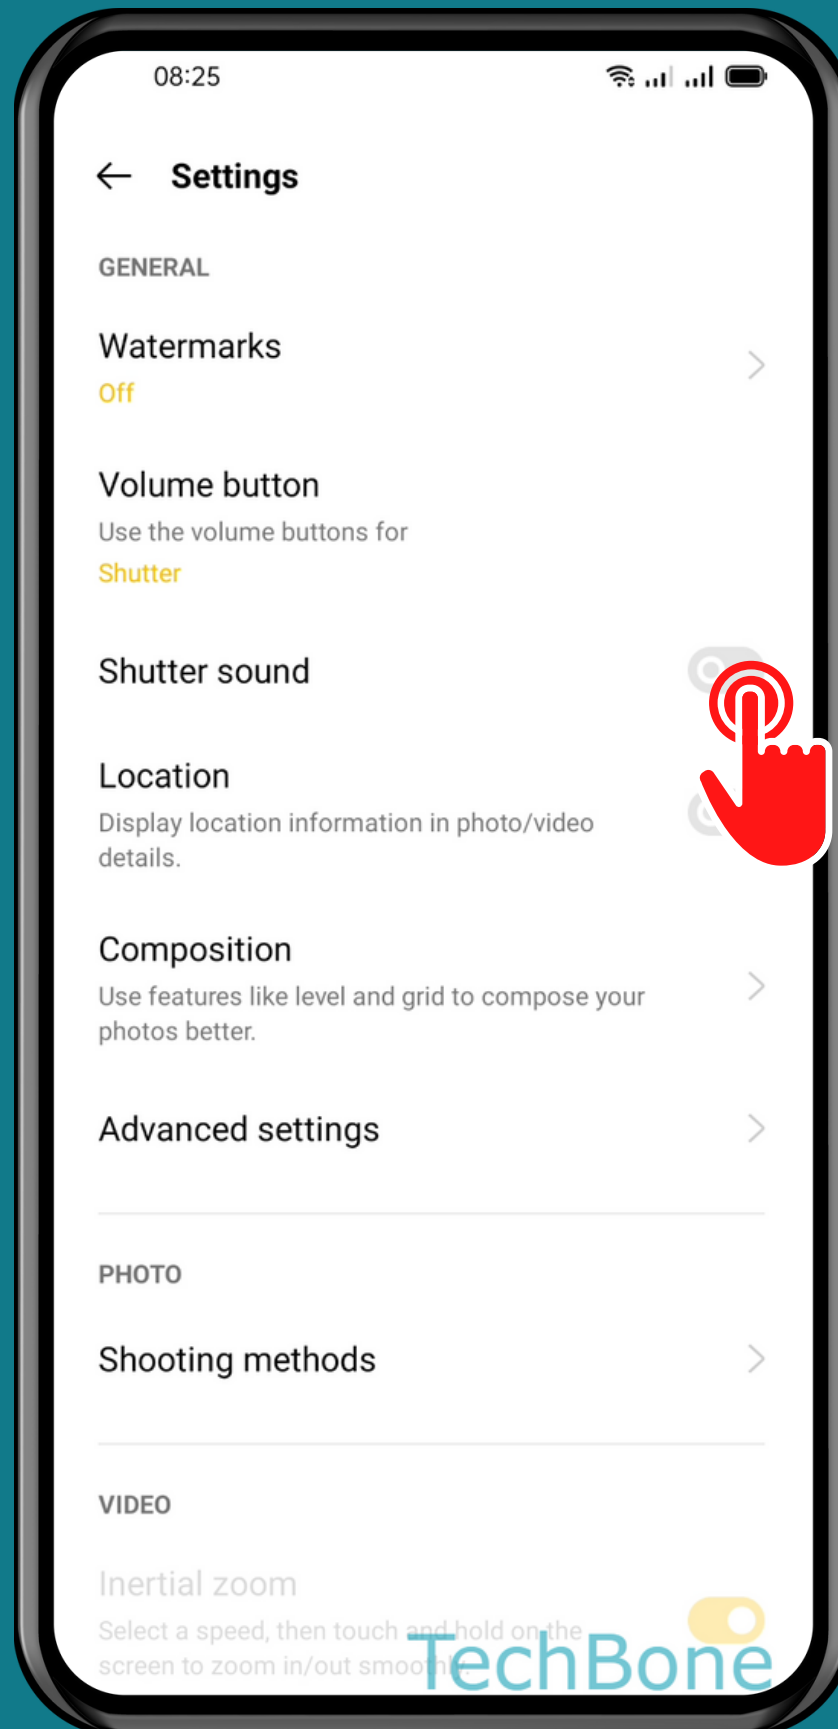 08:25
Settings
GENERAL
Watermarks
Off
Volume button
Use the volume buttons for
Shutter
Shutter sound
Location
Display location information in photo/video
details.
Composition
Use features like level and grid to compose your
photos better.
Advanced settings
PHOTO
Shooting methods
VIDEO
Inertial zoom
Select a speed, then touch and hold on the
screen to zoom in/out smoothly.
TechBone